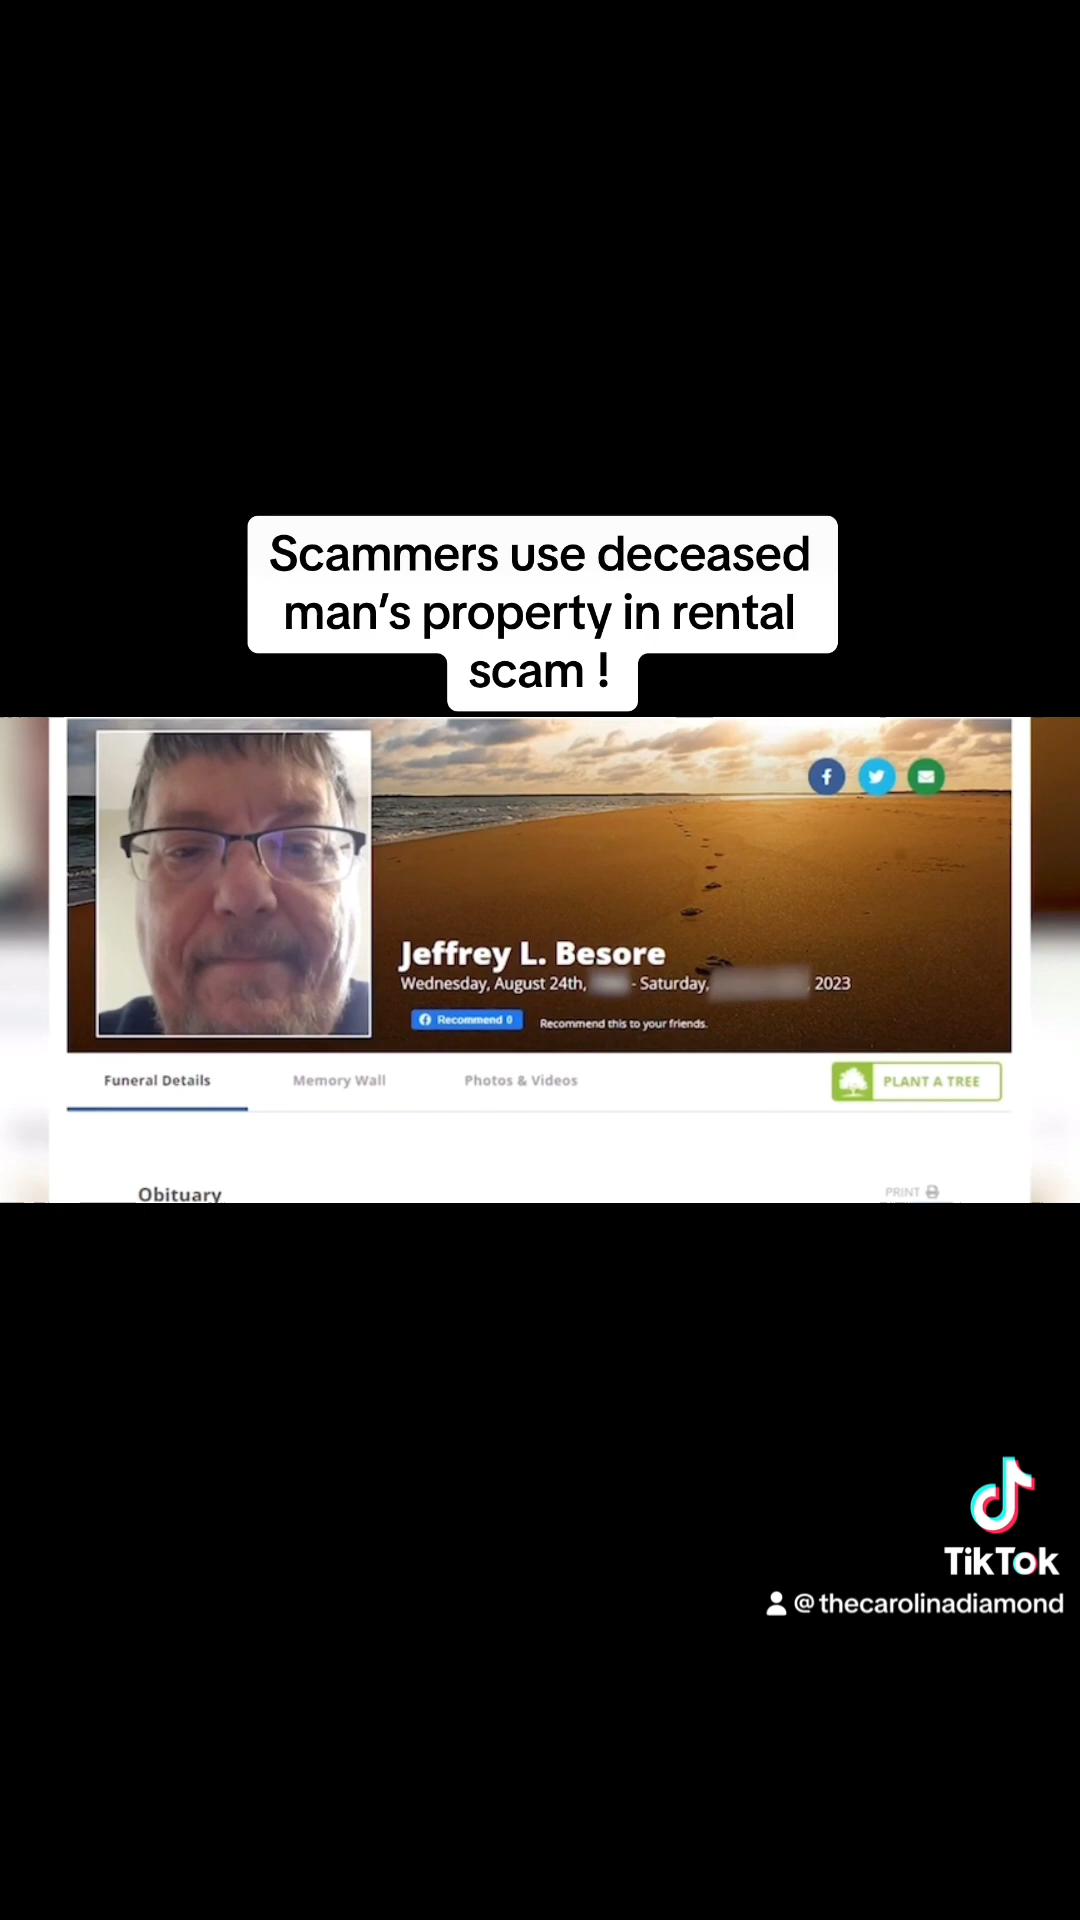 Scammers use deceased
man’s property in rental
scam !
Jeffrey L. Besore
Wednesday, August 24th, - Saturday, , 2023
Recommend 0 Recommend this to your friends.
Funeral Details Memory Wall Photos & Videos PLANT A TREE
Obituary PRINT
TikTok
@thecarolinadiamond